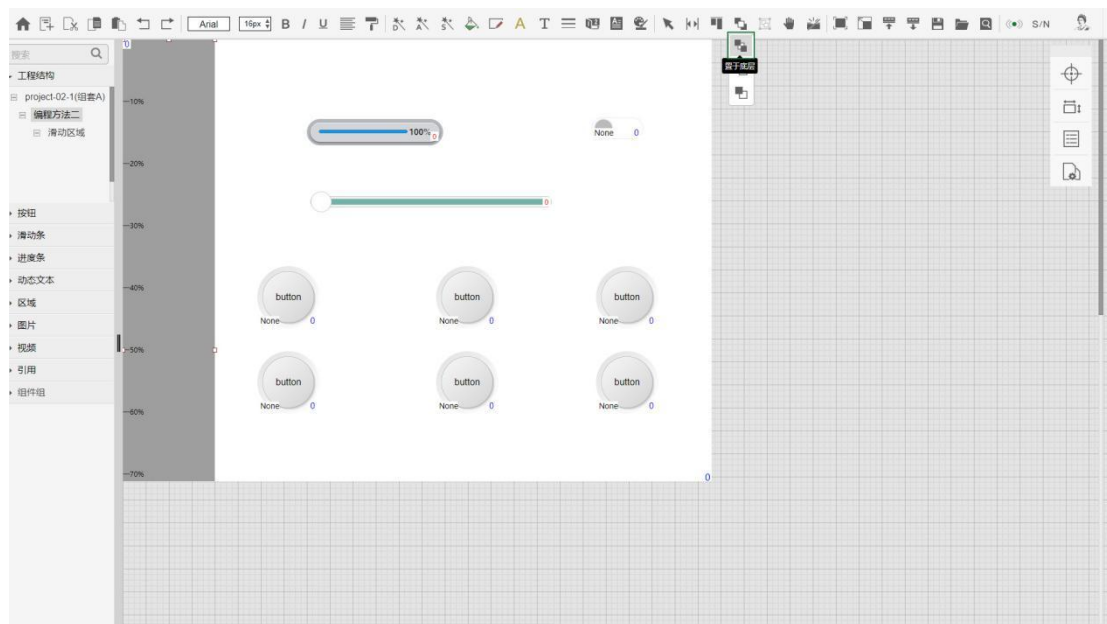 Arial 16px B I U D A S A T S/N
搜索
工程结构
project-02-1(组套A)
编程方法二
滑动区域
按钮
滑动条
进度条
动态文本
区域
图片
视频
引用
组件组
0
10%
20%
30%
40%
50%
60%
70%
置于底层
100% 0
None 0
0
button button button
None 0 None 0 None 0
button button button
None 0 None 0 None 0
0